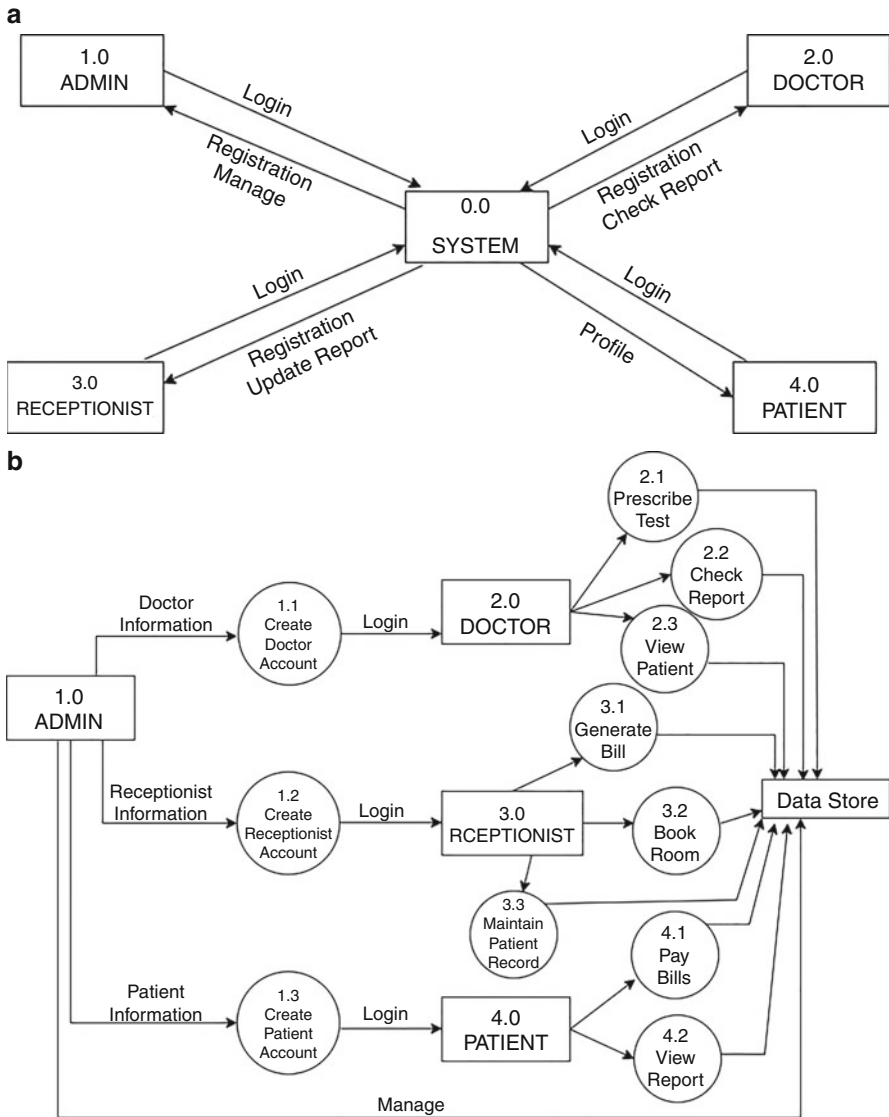 a
1.0
ADMIN
2.0
DOCTOR
Login
Login
Registration
Manage
Registration
Check Report
0.0
SYSTEM
Login
Login
Registration
Update Report
Profile
3.0
RECEPTIONIST
4.0
PATIENT
b
2.1
Prescribe
Test
2.2
Check
Report
Doctor
Information
1.1
Create
Doctor
Account
Login
2.0
DOCTOR
2.3
View
Patient
1.0
ADMIN
3.1
Generate
Bill
Receptionist
Information
1.2
Create
Receptionist
Account
Login
3.0
RCEPTIONIST
3.2
Book
Room
Data Store
3.3
Maintain
Patient
Record
4.1
Pay
Bills
Patient
Information
1.3
Create
Patient
Account
Login
4.0
PATIENT
4.2
View
Report
Manage